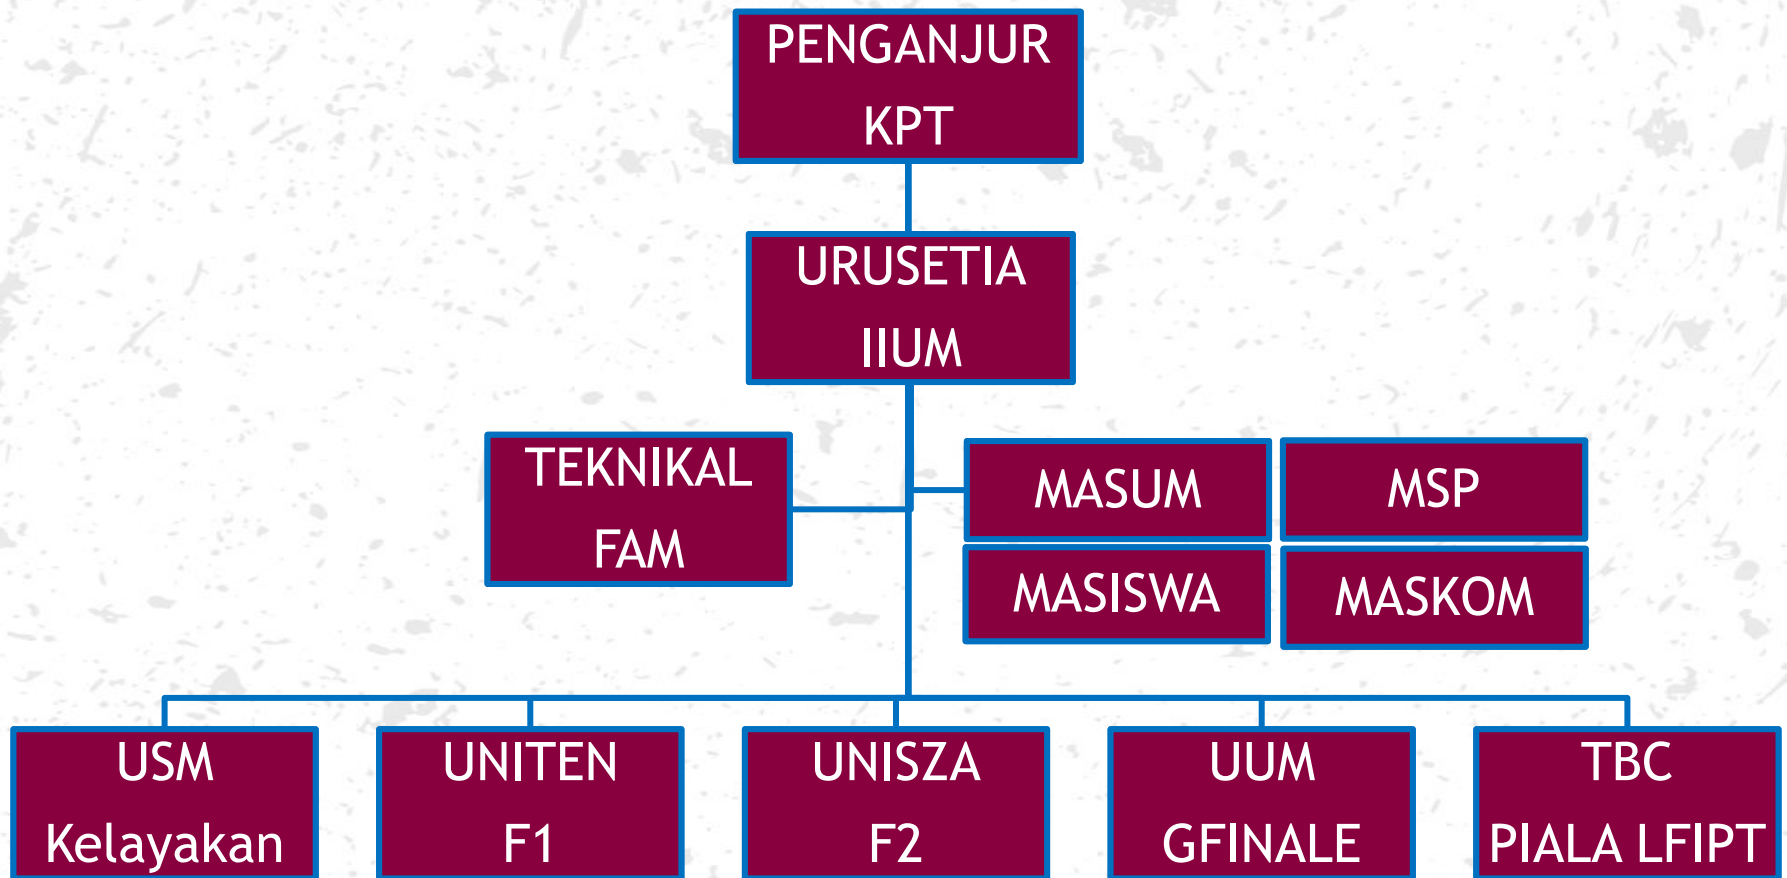 PENGANJUR
KPT
URUSETIA
IIUM
TEKNIKAL
FAM
MASUM
MSP
MASISWA
MASKOM
USM
Kelayakan
UNITEN
F1
UNISZA
F2
UUM
GFINALE
TBC
PIALA LFIPT